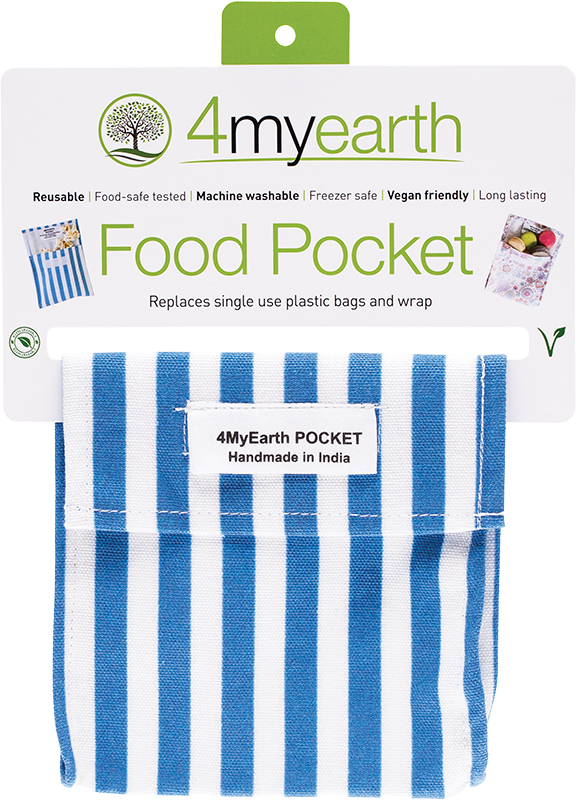 4myearth
Reusable | Food-safe tested | Machine washable | Freezer safe | Vegan friendly | Long lasting
Food Pocket
Replaces single use plastic bags and wrap
4MyEarth POCKET
Handmade in India